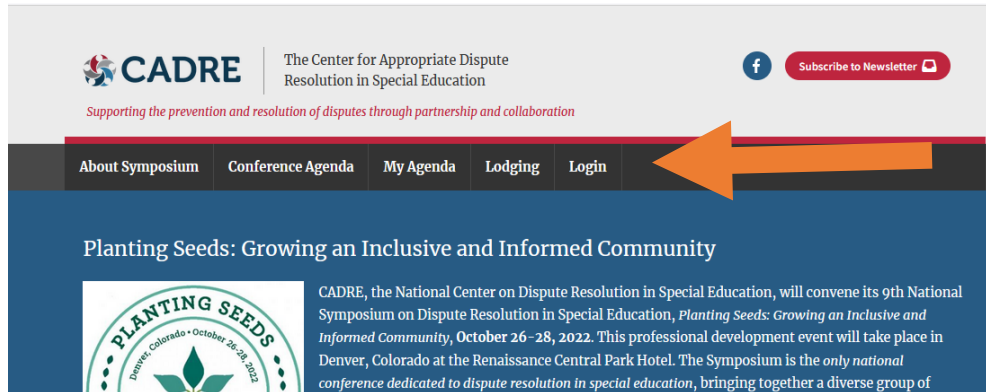 CADRE
The Center for Appropriate Dispute
Resolution in Special Education
f
Subscribe to Newsletter
Supporting the prevention and resolution of disputes through partnership and collaboration
About Symposium Conference Agenda My Agenda Lodging Login
Planting Seeds: Growing an Inclusive and Informed Community
PLANTING SEEDS
Denver, Colorado • October 26-28, 2022
CADRE, the National Center on Dispute Resolution in Special Education, will convene its 9th National
Symposium on Dispute Resolution in Special Education, Planting Seeds: Growing an Inclusive and
Informed Community, October 26–28, 2022. This professional development event will take place in
Denver, Colorado at the Renaissance Central Park Hotel. The Symposium is the only national
conference dedicated to dispute resolution in special education, bringing together a diverse group of